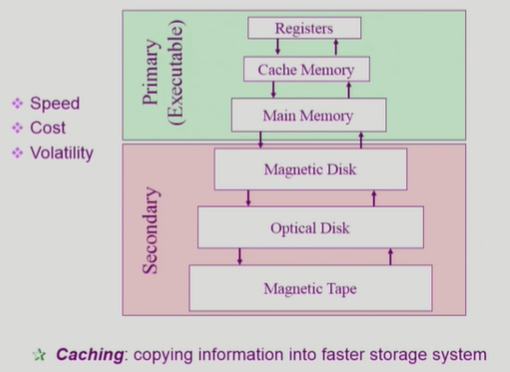 Primary
(Executable)
Registers
Cache Memory
Main Memory
Speed
Cost
Volatility
Secondary
Magnetic Disk
Optical Disk
Magnetic Tape
Caching: copying information into faster storage system